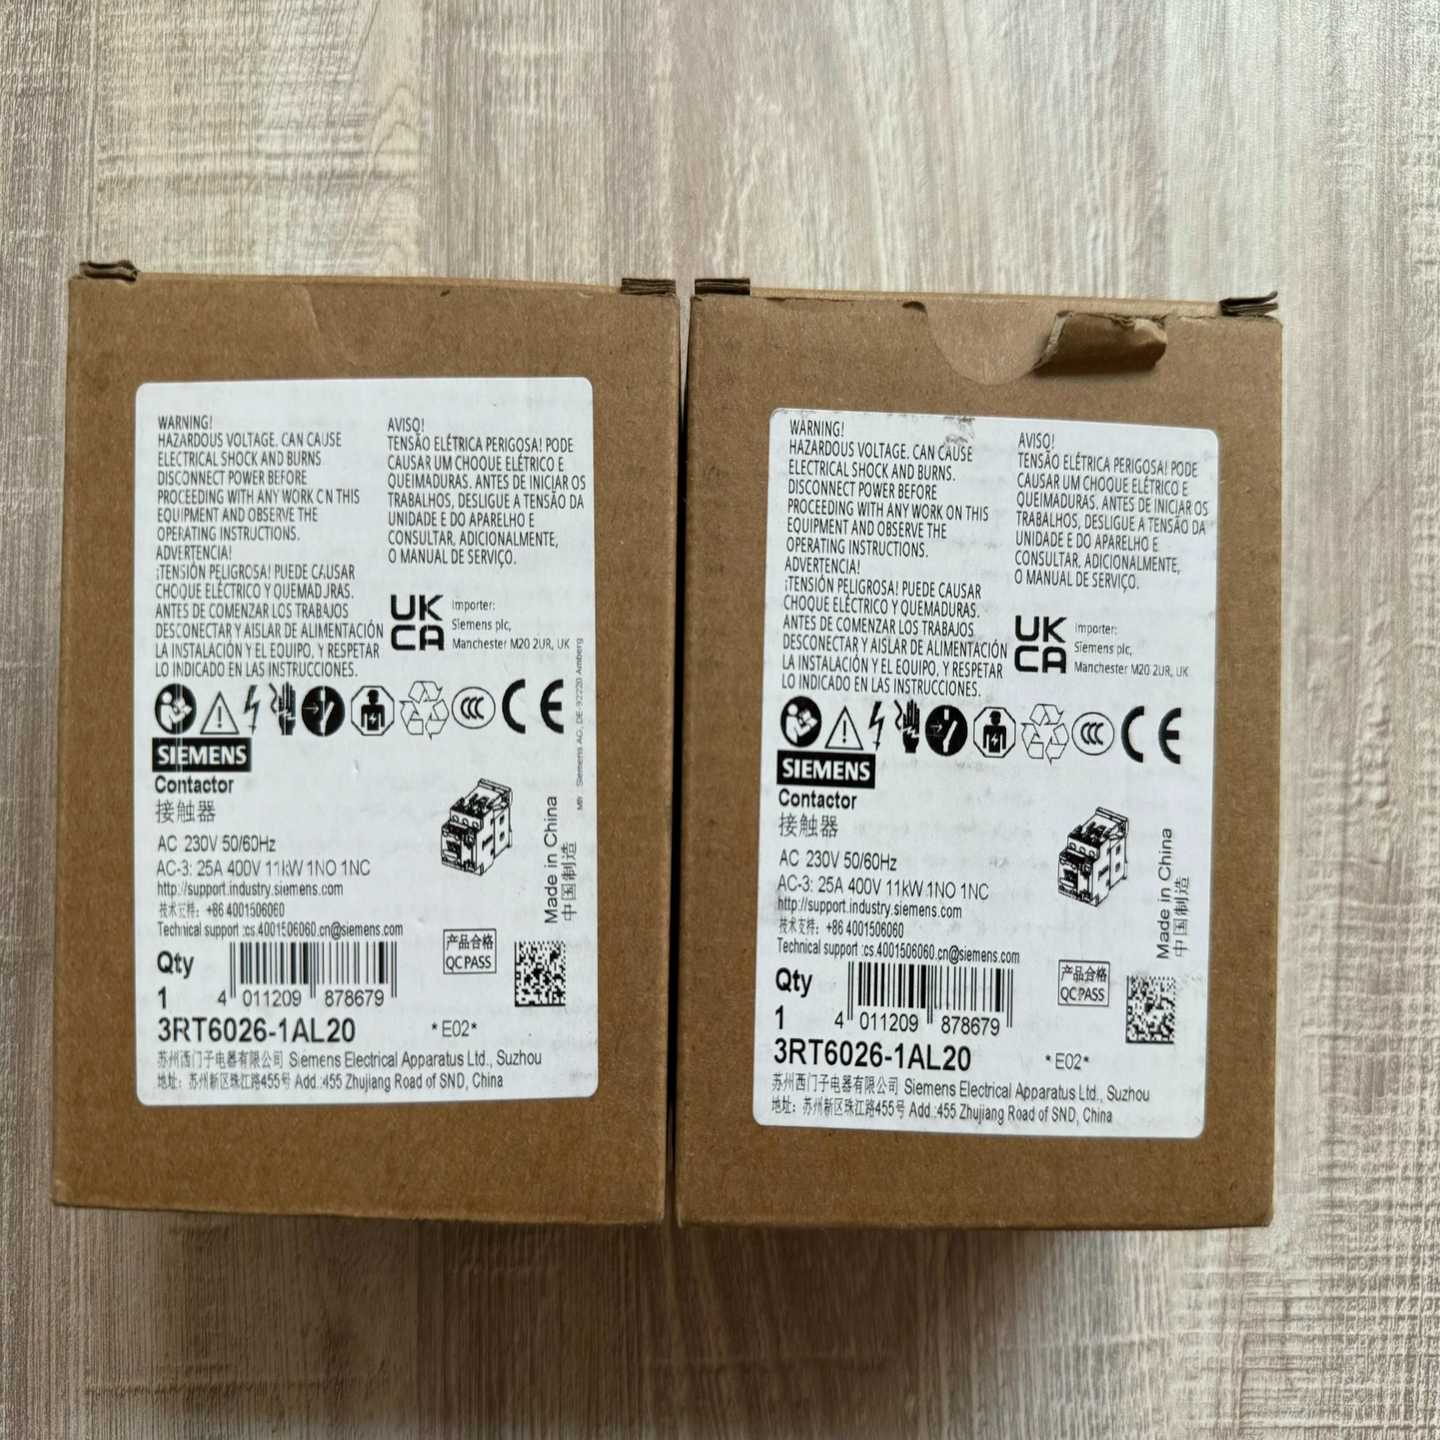 WARNING!
HAZARDOUS VOLTAGE. CAN CAUSE
ELECTRICAL SHOCK AND BURNS
DISCONNECT POWER BEFORE
PROCEEDING WITH ANY WORK ON THIS
EQUIPMENT AND OBSERVE THE
OPERATING INSTRUCTIONS.
ADVERTENCIA!
¡TENSIÓN PELIGROSA! PUEDE CAUSAR
CHOQUE ELÉCTRICO Y QUEMADURAS.
ANTES DE COMENZAR LOS TRABAJOS
DESCONECTAR Y AISLAR DE ALIMENTACIÓN
LA INSTALACIÓN Y EL EQUIPO, Y RESPETAR
LO INDICADO EN LAS INSTRUCCIONES.
AVISO!
TENSÃO ELÉTRICA PERIGOSA! PODE
CAUSAR UM CHOQUE ELÉTRICO E
QUEIMADURAS. ANTES DE INICIAR OS
TRABALHOS, DESLIGUE A TENSÃO DA
UNIDADE E DO APARELHO E
CONSULTAR, ADICIONALMENTE,
O MANUAL DE SERVIÇO.
UK
CA
Importer:
Siemens plc,
Manchester M20 2UR, UK
Siemens AG, DE-92220 Amberg
CCC
CE
SIEMENS
Contactor
接触器
AC 230V 50/60Hz
AC-3: 25A 400V 11kW 1NO 1NC
http://support.industry.siemens.com
技术支持: +86 4001506060
Technical support :cs.4001506060.cn@siemens.com
Made in China
中国制造
Qty
1
4 011209 878679
产品合格
QC PASS
3RT6026-1AL20
*E02*
苏州西门子电器有限公司 Siemens Electrical Apparatus Ltd., Suzhou
地址: 苏州新区珠江路455号 Add.:455 Zhujiang Road of SND, China
WARNING!
HAZARDOUS VOLTAGE. CAN CAUSE
ELECTRICAL SHOCK AND BURNS.
DISCONNECT POWER BEFORE
PROCEEDING WITH ANY WORK ON THIS
EQUIPMENT AND OBSERVE THE
OPERATING INSTRUCTIONS.
ADVERTENCIA!
¡TENSIÓN PELIGROSA! PUEDE CAUSAR
CHOQUE ELÉCTRICO Y QUEMADURAS.
ANTES DE COMENZAR LOS TRABAJOS
DESCONECTAR Y AISLAR DE ALIMENTACIÓN
LA INSTALACIÓN Y EL EQUIPO, Y RESPETAR
LO INDICADO EN LAS INSTRUCCIONES.
AVISO!
TENSÃO ELÉTRICA PERIGOSA! PODE
CAUSAR UM CHOQUE ELÉTRICO E
QUEIMADURAS. ANTES DE INICIAR OS
TRABALHOS, DESLIGUE A TENSÃO DA
UNIDADE E DO APARELHO E
CONSULTAR, ADICIONALMENTE,
O MANUAL DE SERVIÇO.
UK
CA
Importer:
Siemens plc,
Manchester M20 2UR, UK
CCC
CE
SIEMENS
Contactor
接触器
AC 230V 50/60Hz
AC-3: 25A 400V 11kW 1NO 1NC
http://support.industry.siemens.com
技术支持: +86 4001506060
Technical support :cs.4001506060.cn@siemens.com
Made in China
中国制造
Qty
1
4 011209 878679
产品合格
QC PASS
3RT6026-1AL20
*E02*
苏州西门子电器有限公司 Siemens Electrical Apparatus Ltd., Suzhou
地址: 苏州新区珠江路455号 Add.:455 Zhujiang Road of SND, China